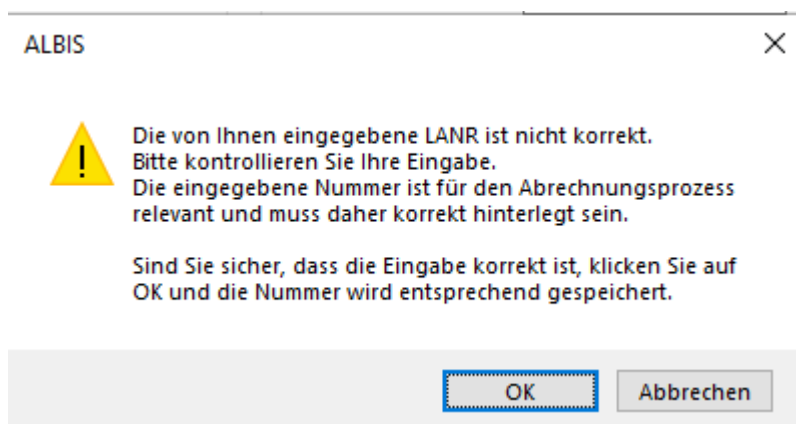 ALBIS
Die von Ihnen eingegebene LANR ist nicht korrekt.
Bitte kontrollieren Sie Ihre Eingabe.
Die eingegebene Nummer ist für den Abrechnungsprozess
relevant und muss daher korrekt hinterlegt sein.
Sind Sie sicher, dass die Eingabe korrekt ist, klicken Sie auf
OK und die Nummer wird entsprechend gespeichert.
OK
Abbrechen